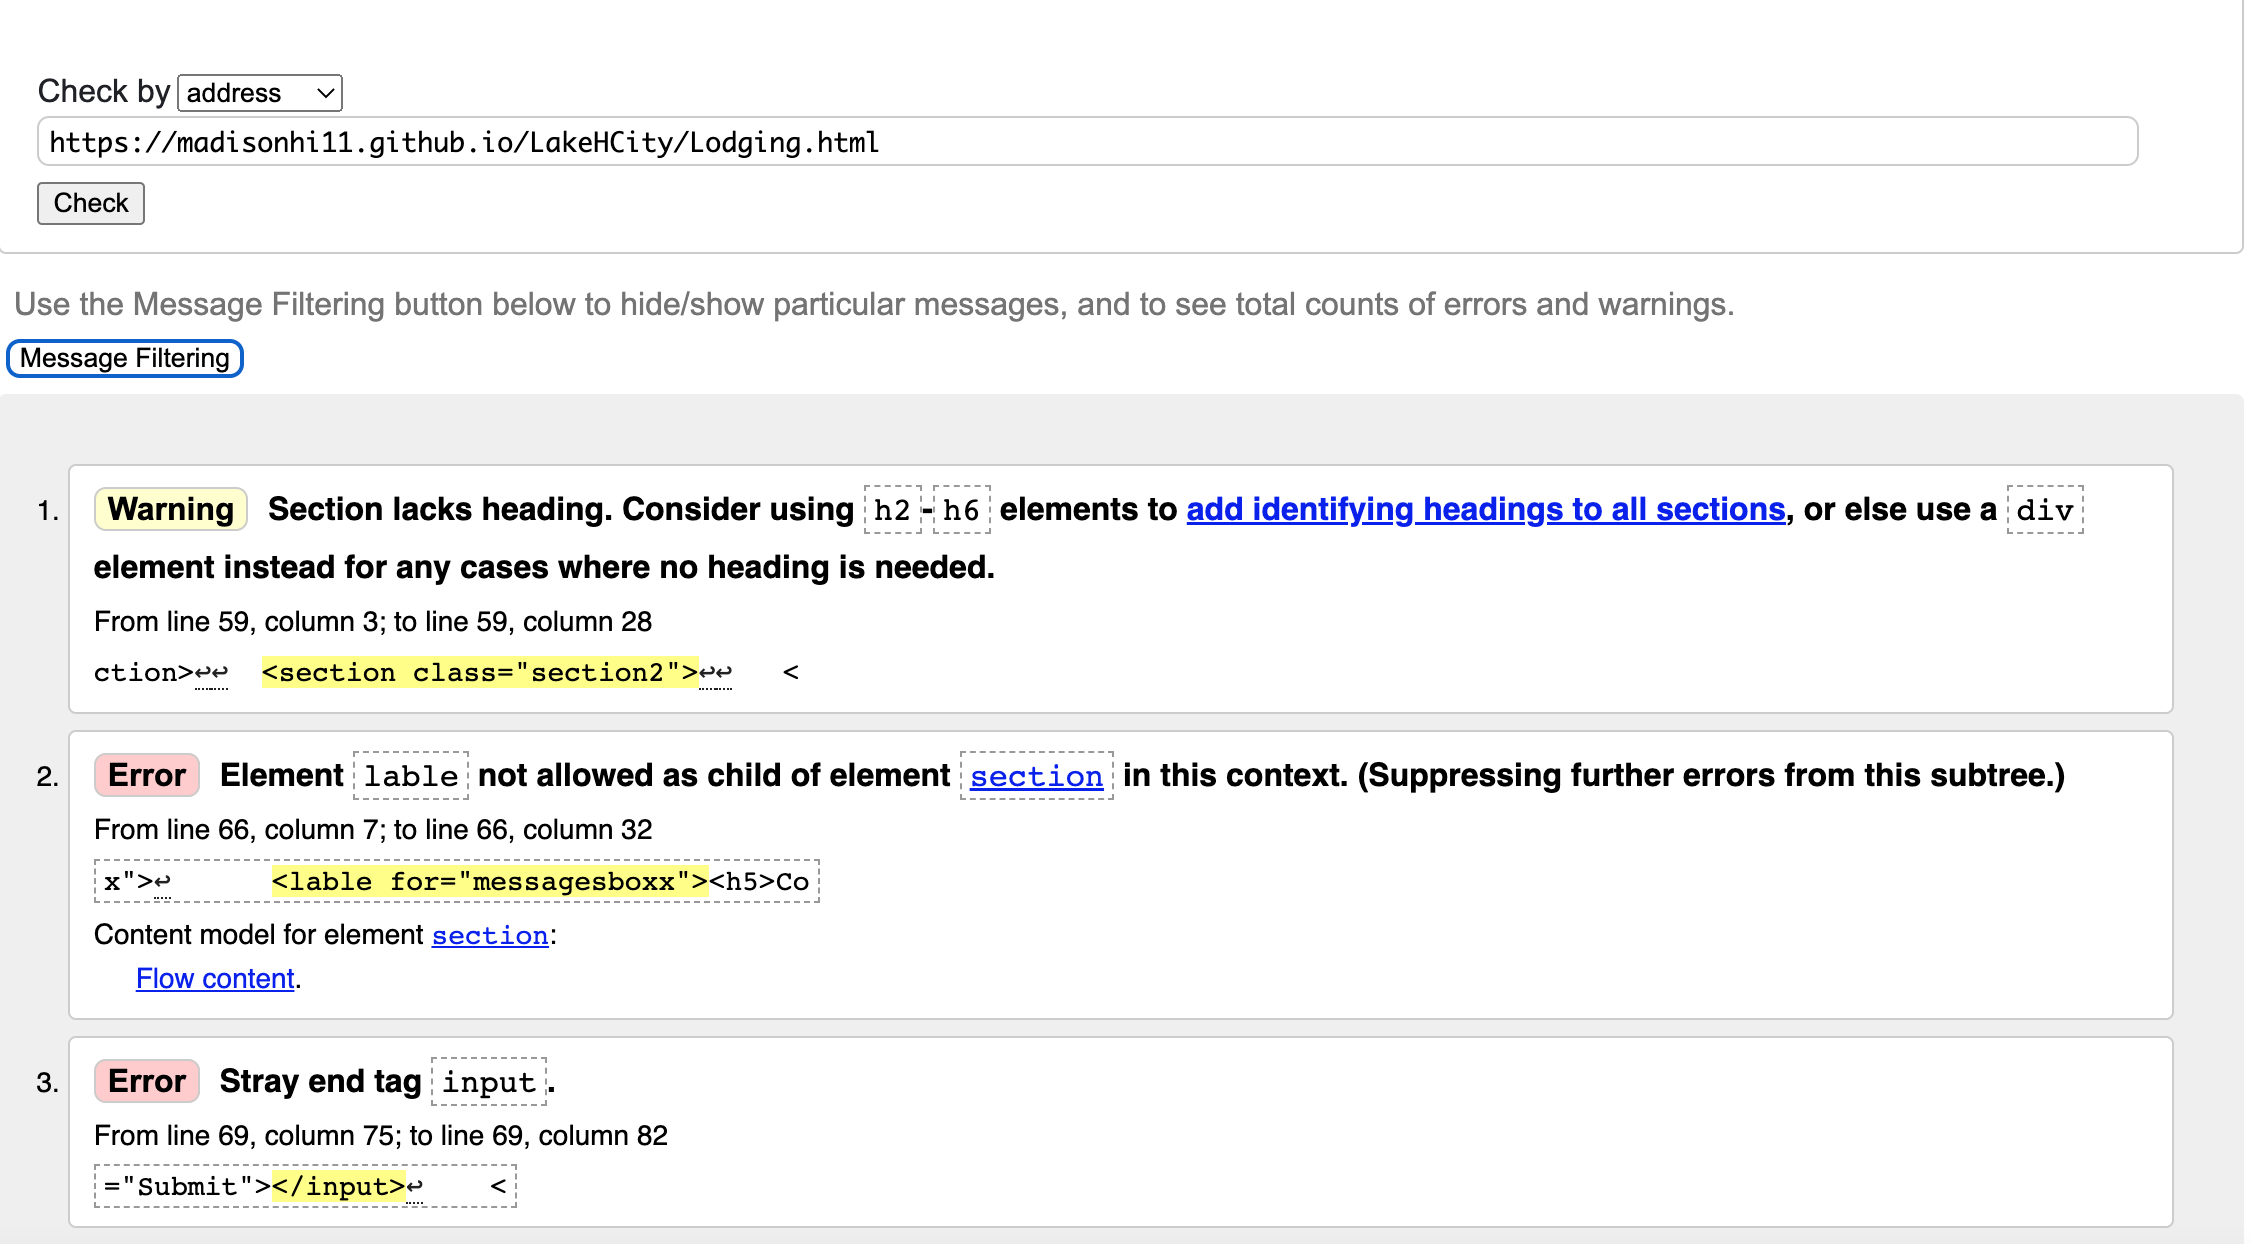 Check by address
https://madisonhi11.github.io/LakeHCity/Lodging.html
Check
Use the Message Filtering button below to hide/show particular messages, and to see total counts of errors and warnings.
Message Filtering
1. Warning Section lacks heading. Consider using h2-h6 elements to add identifying headings to all sections, or else use a div
element instead for any cases where no heading is needed.
From line 59, column 3; to line 59, column 28
ction>↩↩  <section class="section2">↩↩   <
2. Error Element lable not allowed as child of element section in this context. (Suppressing further errors from this subtree.)
From line 66, column 7; to line 66, column 32
x">↩      <lable for="messagesboxx"><h5>Co
Content model for element section:
Flow content.
3. Error Stray end tag input.
From line 69, column 75; to line 69, column 82
="Submit"></input>↩    <